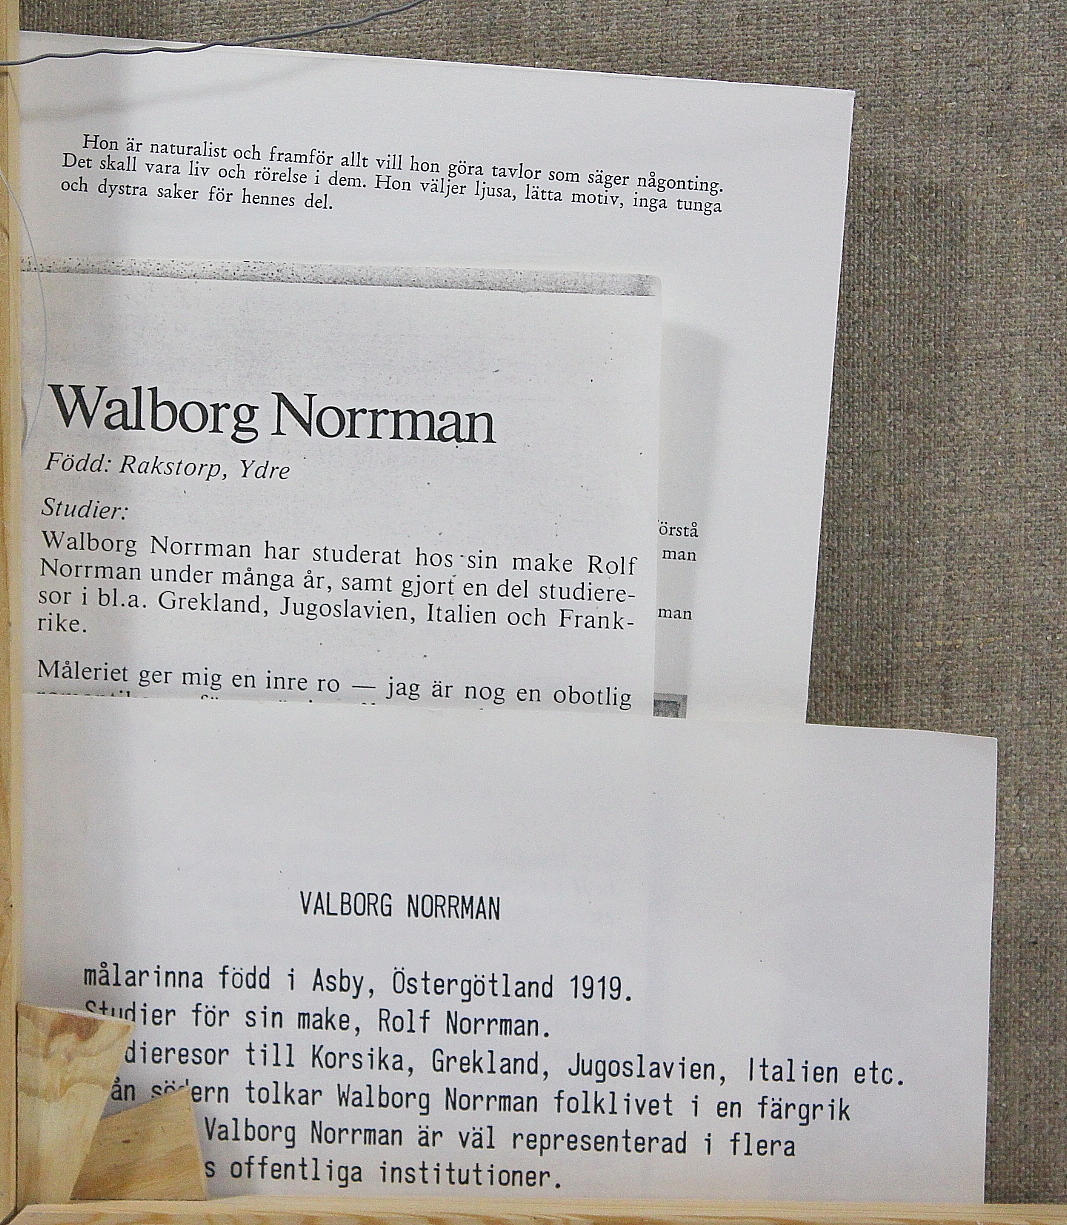 Hon är naturalist och framför allt vill hon göra tavlor som säger någonting.
Det skall vara liv och rörelse i dem. Hon väljer ljusa, lätta motiv, inga tunga
och dystra saker för hennes del.
Walborg Norrman
Född: Rakstorp, Ydre
Studier:
Walborg Norrman har studerat hos sin make Rolf
Norrman under många år, samt gjort en del studiere-
sor i bl.a. Grekland, Jugoslavien, Italien och Frank-
rike.
Måleriet ger mig en inre ro — jag är nog en obotlig
örstå
man
man
VALBORG NORRMAN
målarinna född i Asby, Östergötland 1919.
Studier för sin make, Rolf Norrman.
dieresor till Korsika, Grekland, Jugoslavien, Italien etc.
ån södern tolkar Walborg Norrman folklivet i en färgrik
Valborg Norrman är väl representerad i flera
s offentliga institutioner.